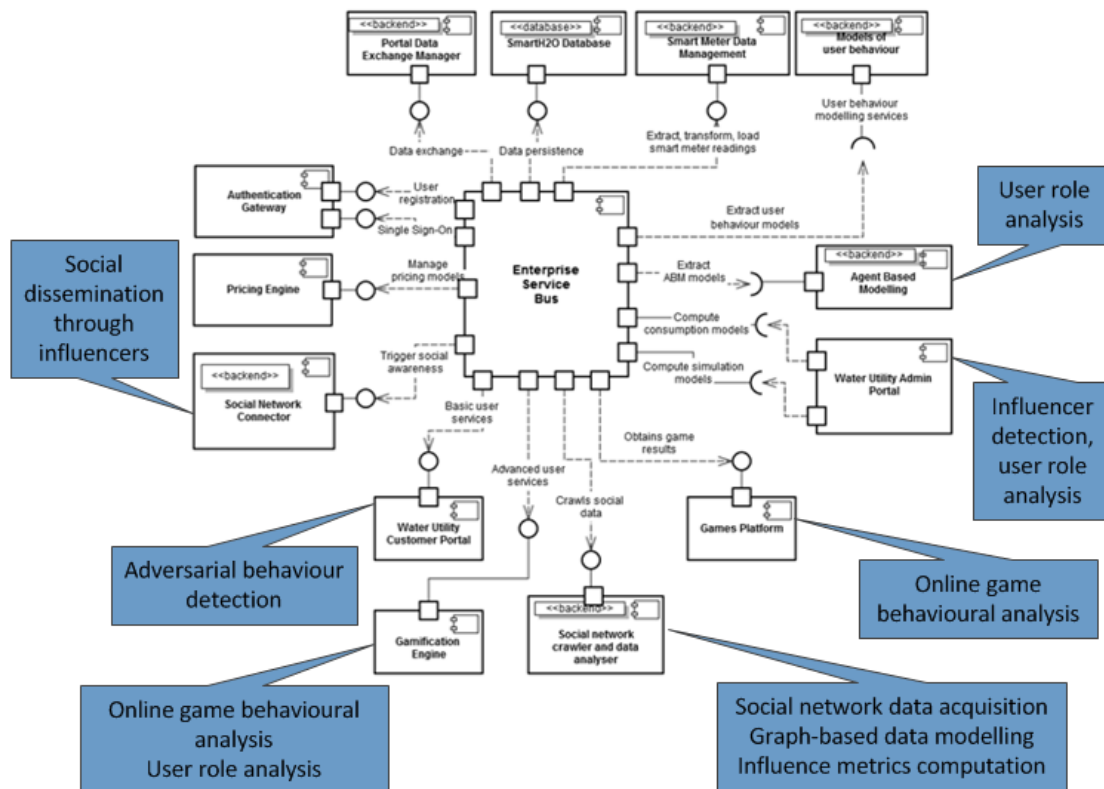 <<backend>>
Portal Data
Exchange Manager
<<database>>
SmartH2O Database
<<backend>>
Smart Meter Data
Management
<<backend>>
Models of
user behaviour
User behaviour
modelling services
Extract, transform, load
smart meter readings
Data exchange
Data persistence
Authentication
Gateway
User
registration
Single Sign-On
Extract user
behaviour models
User role
analysis
Social
dissemination
through
influencers
Pricing Engine
Manage
pricing models
Enterprise
Service
Bus
Extract
ABM models
<<backend>>
Agent Based
Modelling
Compute
consumption models
Trigger social
awareness
Compute simulation
models
Water Utility Admin
Portal
<<backend>>
Social Network
Connector
Basic user
services
Influencer
detection,
user role
analysis
Obtains game
results
Advanced user
services
Crawls social
data
Water Utility
Customer Portal
Games Platform
Adversarial behaviour
detection
Online game
behavioural analysis
Gamification
Engine
<<backend>>
Social network
crawler and data
analyser
Online game behavioural
analysis
User role analysis
Social network data acquisition
Graph-based data modelling
Influence metrics computation